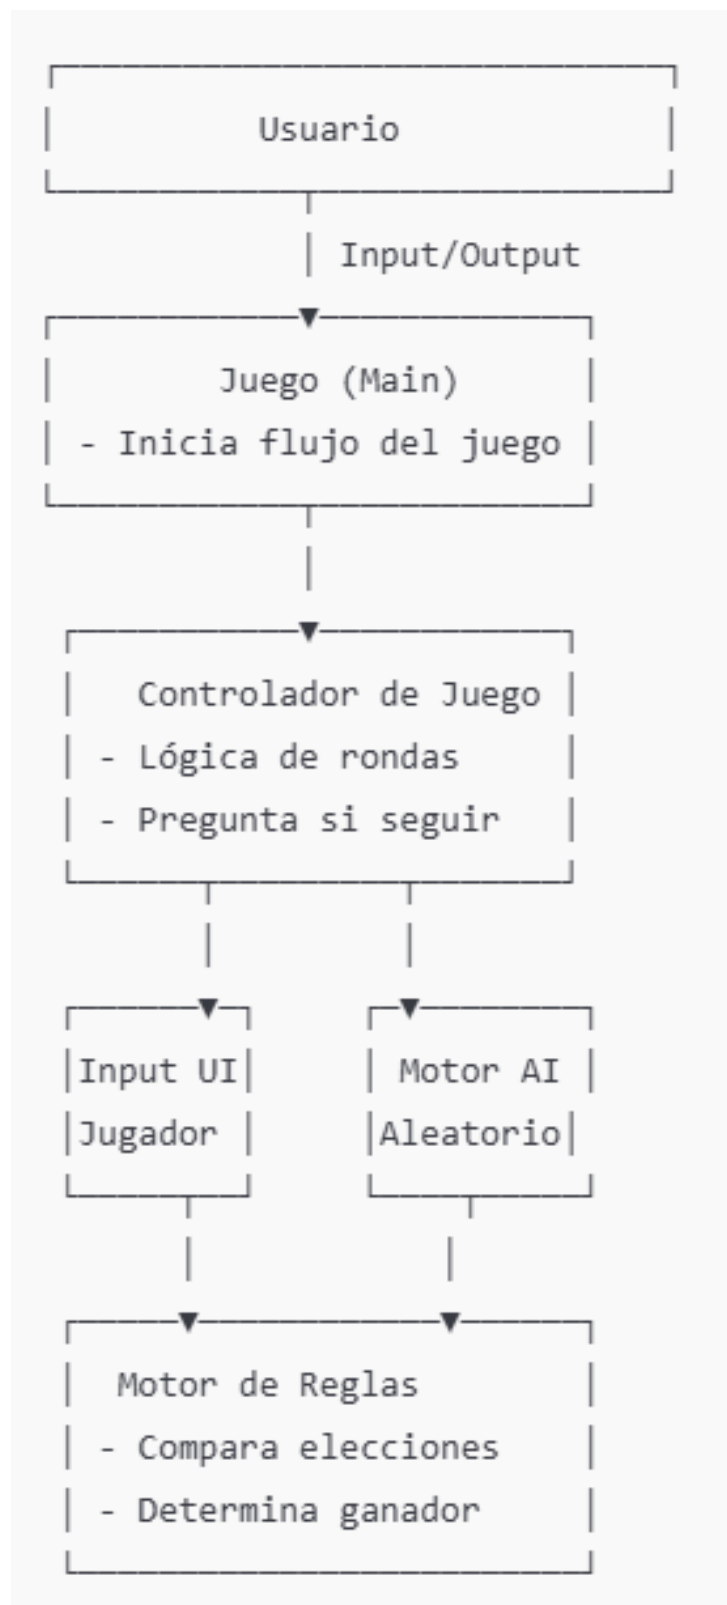 Usuario
Input/Output
Juego (Main)
- Inicia flujo del juego
Controlador de Juego
- Lógica de rondas
- Pregunta si seguir
Input UI
Jugador
Motor AI
Aleatorio
Motor de Reglas
- Compara elecciones
- Determina ganador